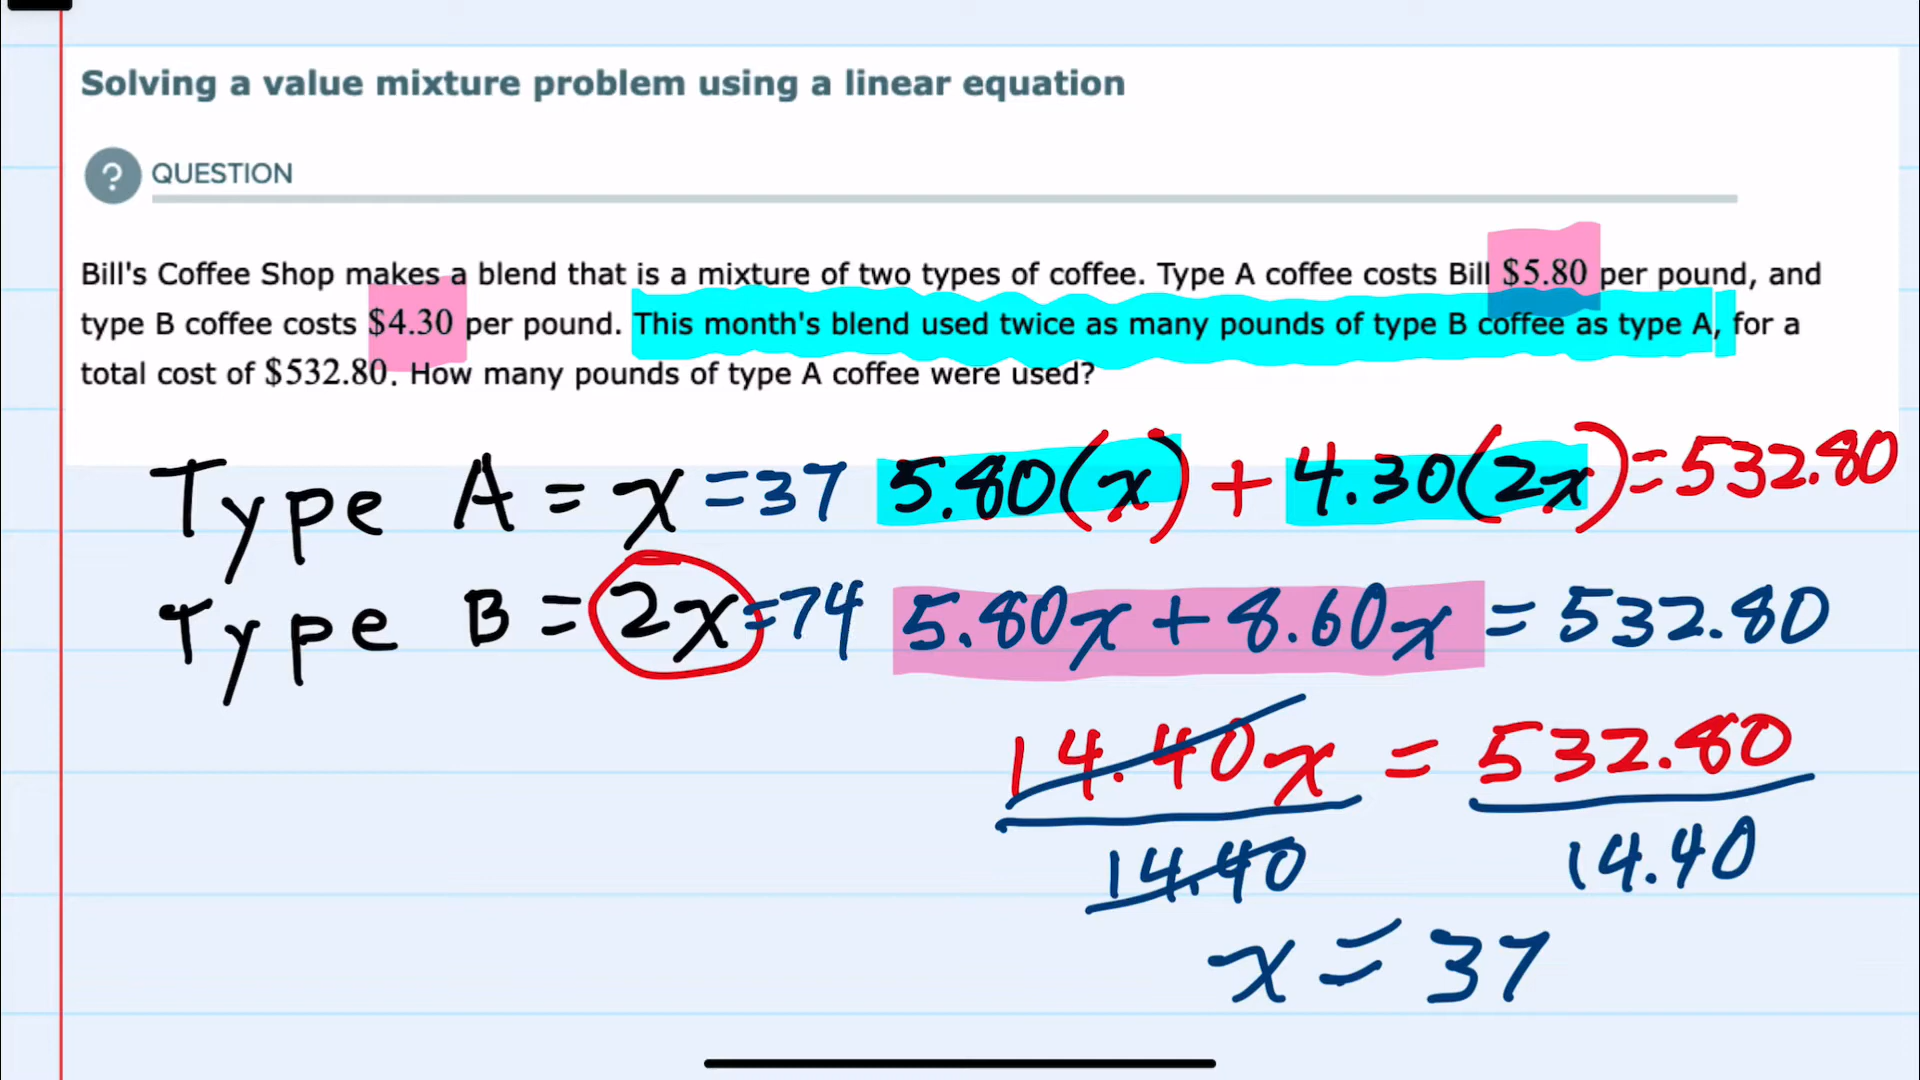 Solving a value mixture problem using a linear equation
? QUESTION
Bill's Coffee Shop makes a blend that is a mixture of two types of coffee. Type A coffee costs Bill $5.80 per pound, and
type B coffee costs $4.30 per pound. This month's blend used twice as many pounds of type B coffee as type A, for a
total cost of $532.80. How many pounds of type A coffee were used?
Type A = x = 37 5.80(x) + 4.30(2x) = 532.80
Type B = 2x = 74 5.80x + 8.60x = 532.80
14.40x = 532.80
14.40 14.40
x = 37